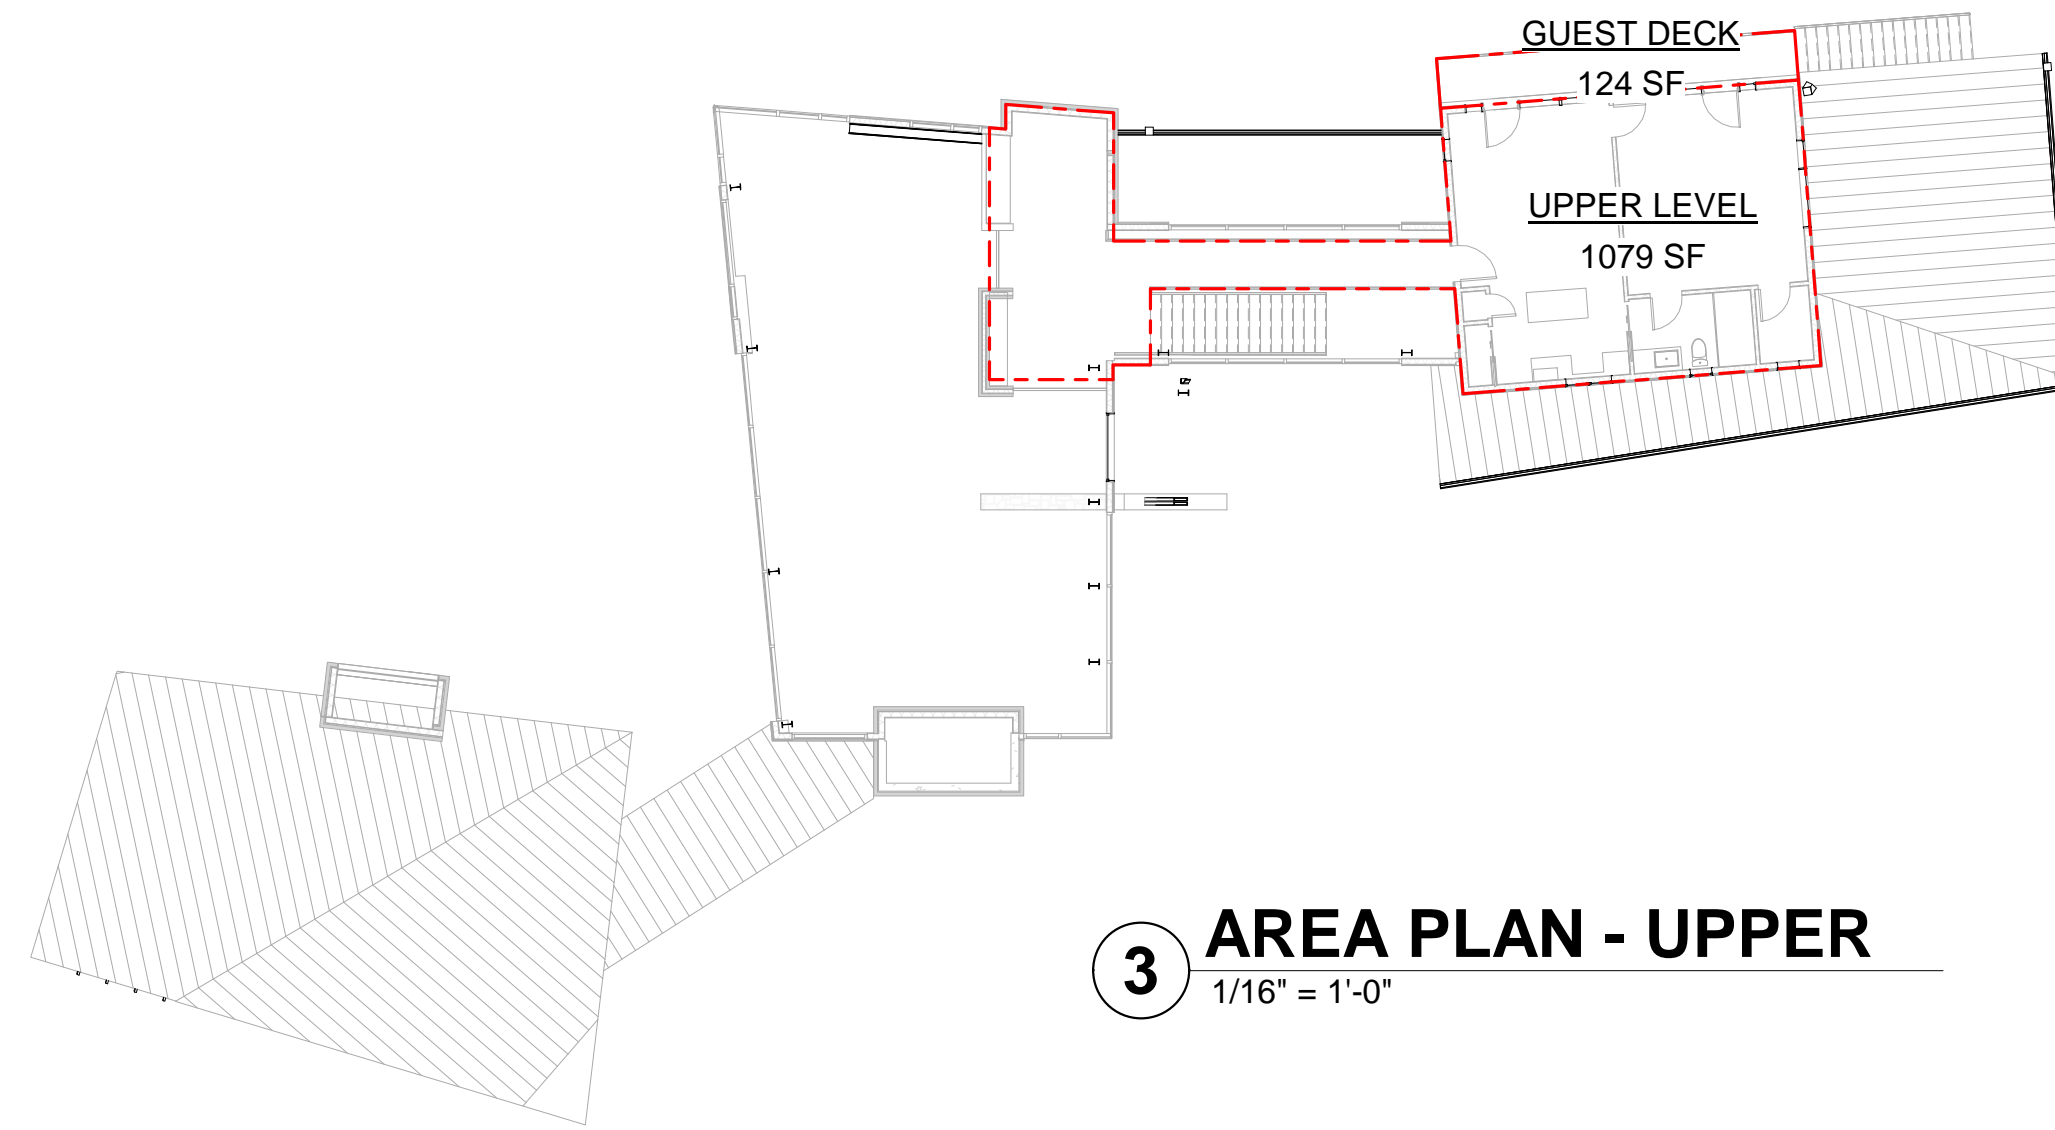 GUEST DECK
124 SF
UPPER LEVEL
1079 SF
3
AREA PLAN - UPPER
1/16" = 1'-0"